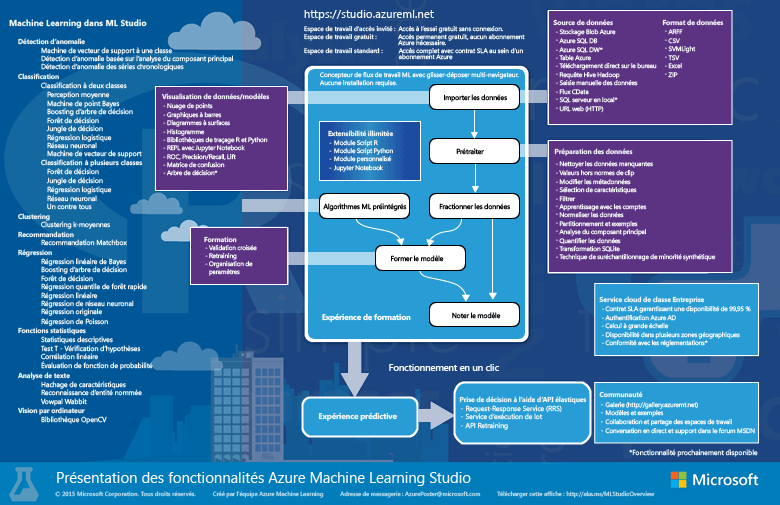 Machine Learning dans ML Studio
Détection d'anomalie
Machine de vecteur de support à une classe
Détection d'anomalie basée sur l'analyse du composant principal
Détection d'anomalie des séries chronologiques
Classification
Classification à deux classes
Perception moyenne
Machine de point Bayes
Boosting d'arbre de décision
Forêt de décision
Jungle de décision
Régression logistique
Réseau neuronal
Machine de vecteur de support
Classification à plusieurs classes
Forêt de décision
Jungle de décision
Régression logistique
Réseau neuronal
Un contre tous
Clustering
Clustering k-moyennes
Recommandation
Recommandation Matchbox
Régression
Régression linéaire de Bayes
Boosting d'arbre de décision
Forêt de décision
Régression quantile de forêt rapide
Régression linéaire
Régression de réseau neuronal
Régression originale
Régression de Poisson
Fonctions statistiques
Statistiques descriptives
Test T - Vérification d'hypothèses
Corrélation linéaire
Évaluation de fonction de probabilité
Analyse de texte
Hachage de caractéristiques
Reconnaissance d'entité nommée
Vowpal Wabbit
Vision par ordinateur
Bibliothèque OpenCV
https://studio.azureml.net
Espace de travail d'accès invité : Accès à l'essai gratuit sans connexion.
Espace de travail gratuit : Accès permanent gratuit, aucun abonnement
Azure nécessaire.
Espace de travail standard : Accès complet avec contrat SLA au sein d'un
abonnement Azure
Concepteur de flux de travail ML avec glisser-déposer multi-navigateur.
Aucune installation requise.
Importer les données
Prétraiter
Algorithmes ML préintégrés
Fractionner les données
Former le modèle
Noter le modèle
Expérience de formation
Extensibilité illimitée
- Module Script R
- Module Script Python
- Module personnalisé
- Jupyter Notebook
Visualisation de données/modèles
- Nuage de points
- Graphiques à barres
- Diagrammes à surfaces
- Histogramme
- Bibliothèques de traçage R et Python
- REPL avec Jupyter Notebook
- ROC, Precision/Recall, Lift
- Matrice de confusion
- Arbre de décision*
Formation
- Validation croisée
- Retraining
- Organisation de
paramètres
Source de données
- Stockage Blob Azure
- Azure SQL DB
- Azure SQL DW*
- Table Azure
- Téléchargement direct sur le bureau
- Requête Hive Hadoop
- Saisie manuelle des données
- Flux OData
- SQL serveur en local*
- URL web (HTTP)
Format de données
- ARFF
- CSV
- SVMLight
- TSV
- Excel
- ZIP
Préparation des données
- Nettoyer les données manquantes
- Valeurs hors normes de clip
- Modifier les métadonnées
- Sélection de caractéristiques
- Filtrer
- Apprentissage avec les comptes
- Normaliser les données
- Partitionnement et exemples
- Analyse du composant principal
- Quantifier les données
- Transformation SQLite
- Technique de suréchantillonnage de minorité synthétique
Service cloud de classe Entreprise
- Contrat SLA garantissant une disponibilité de 99,95 %
- Authentification Azure AD
- Calcul à grande échelle
- Disponibilité dans plusieurs zones géographiques
- Conformité avec les réglementations*
Fonctionnement en un clic
Expérience prédictive
Prise de décision à l'aide d'API élastiques
- Request-Response Service (RRS)
- Service d'exécution de lot
- API Retraining
Communauté
- Galerie (http://gallery.azureml.net)
- Modèles et exemples
- Collaboration et partage des espaces de travail
- Conversation en direct et support dans le forum MSDN
*Fonctionnalité prochainement disponible
Présentation des fonctionnalités Azure Machine Learning Studio
© 2015 Microsoft Corporation. Tous droits réservés. Créé par l'équipe Azure Machine Learning Adresse de messagerie : AzurePoster@microsoft.com Télécharger cette affiche : http://aka.ms/MLStudioOverview
Microsoft